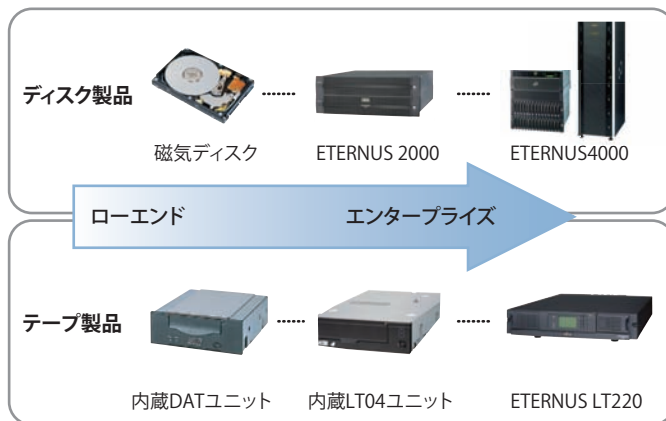 ディスク製品
磁気ディスク
ETERNUS 2000
ETERNUS4000
ローエンド
エンタープライズ
テープ製品
内蔵DATユニット
内蔵LT04ユニット
ETERNUS LT220